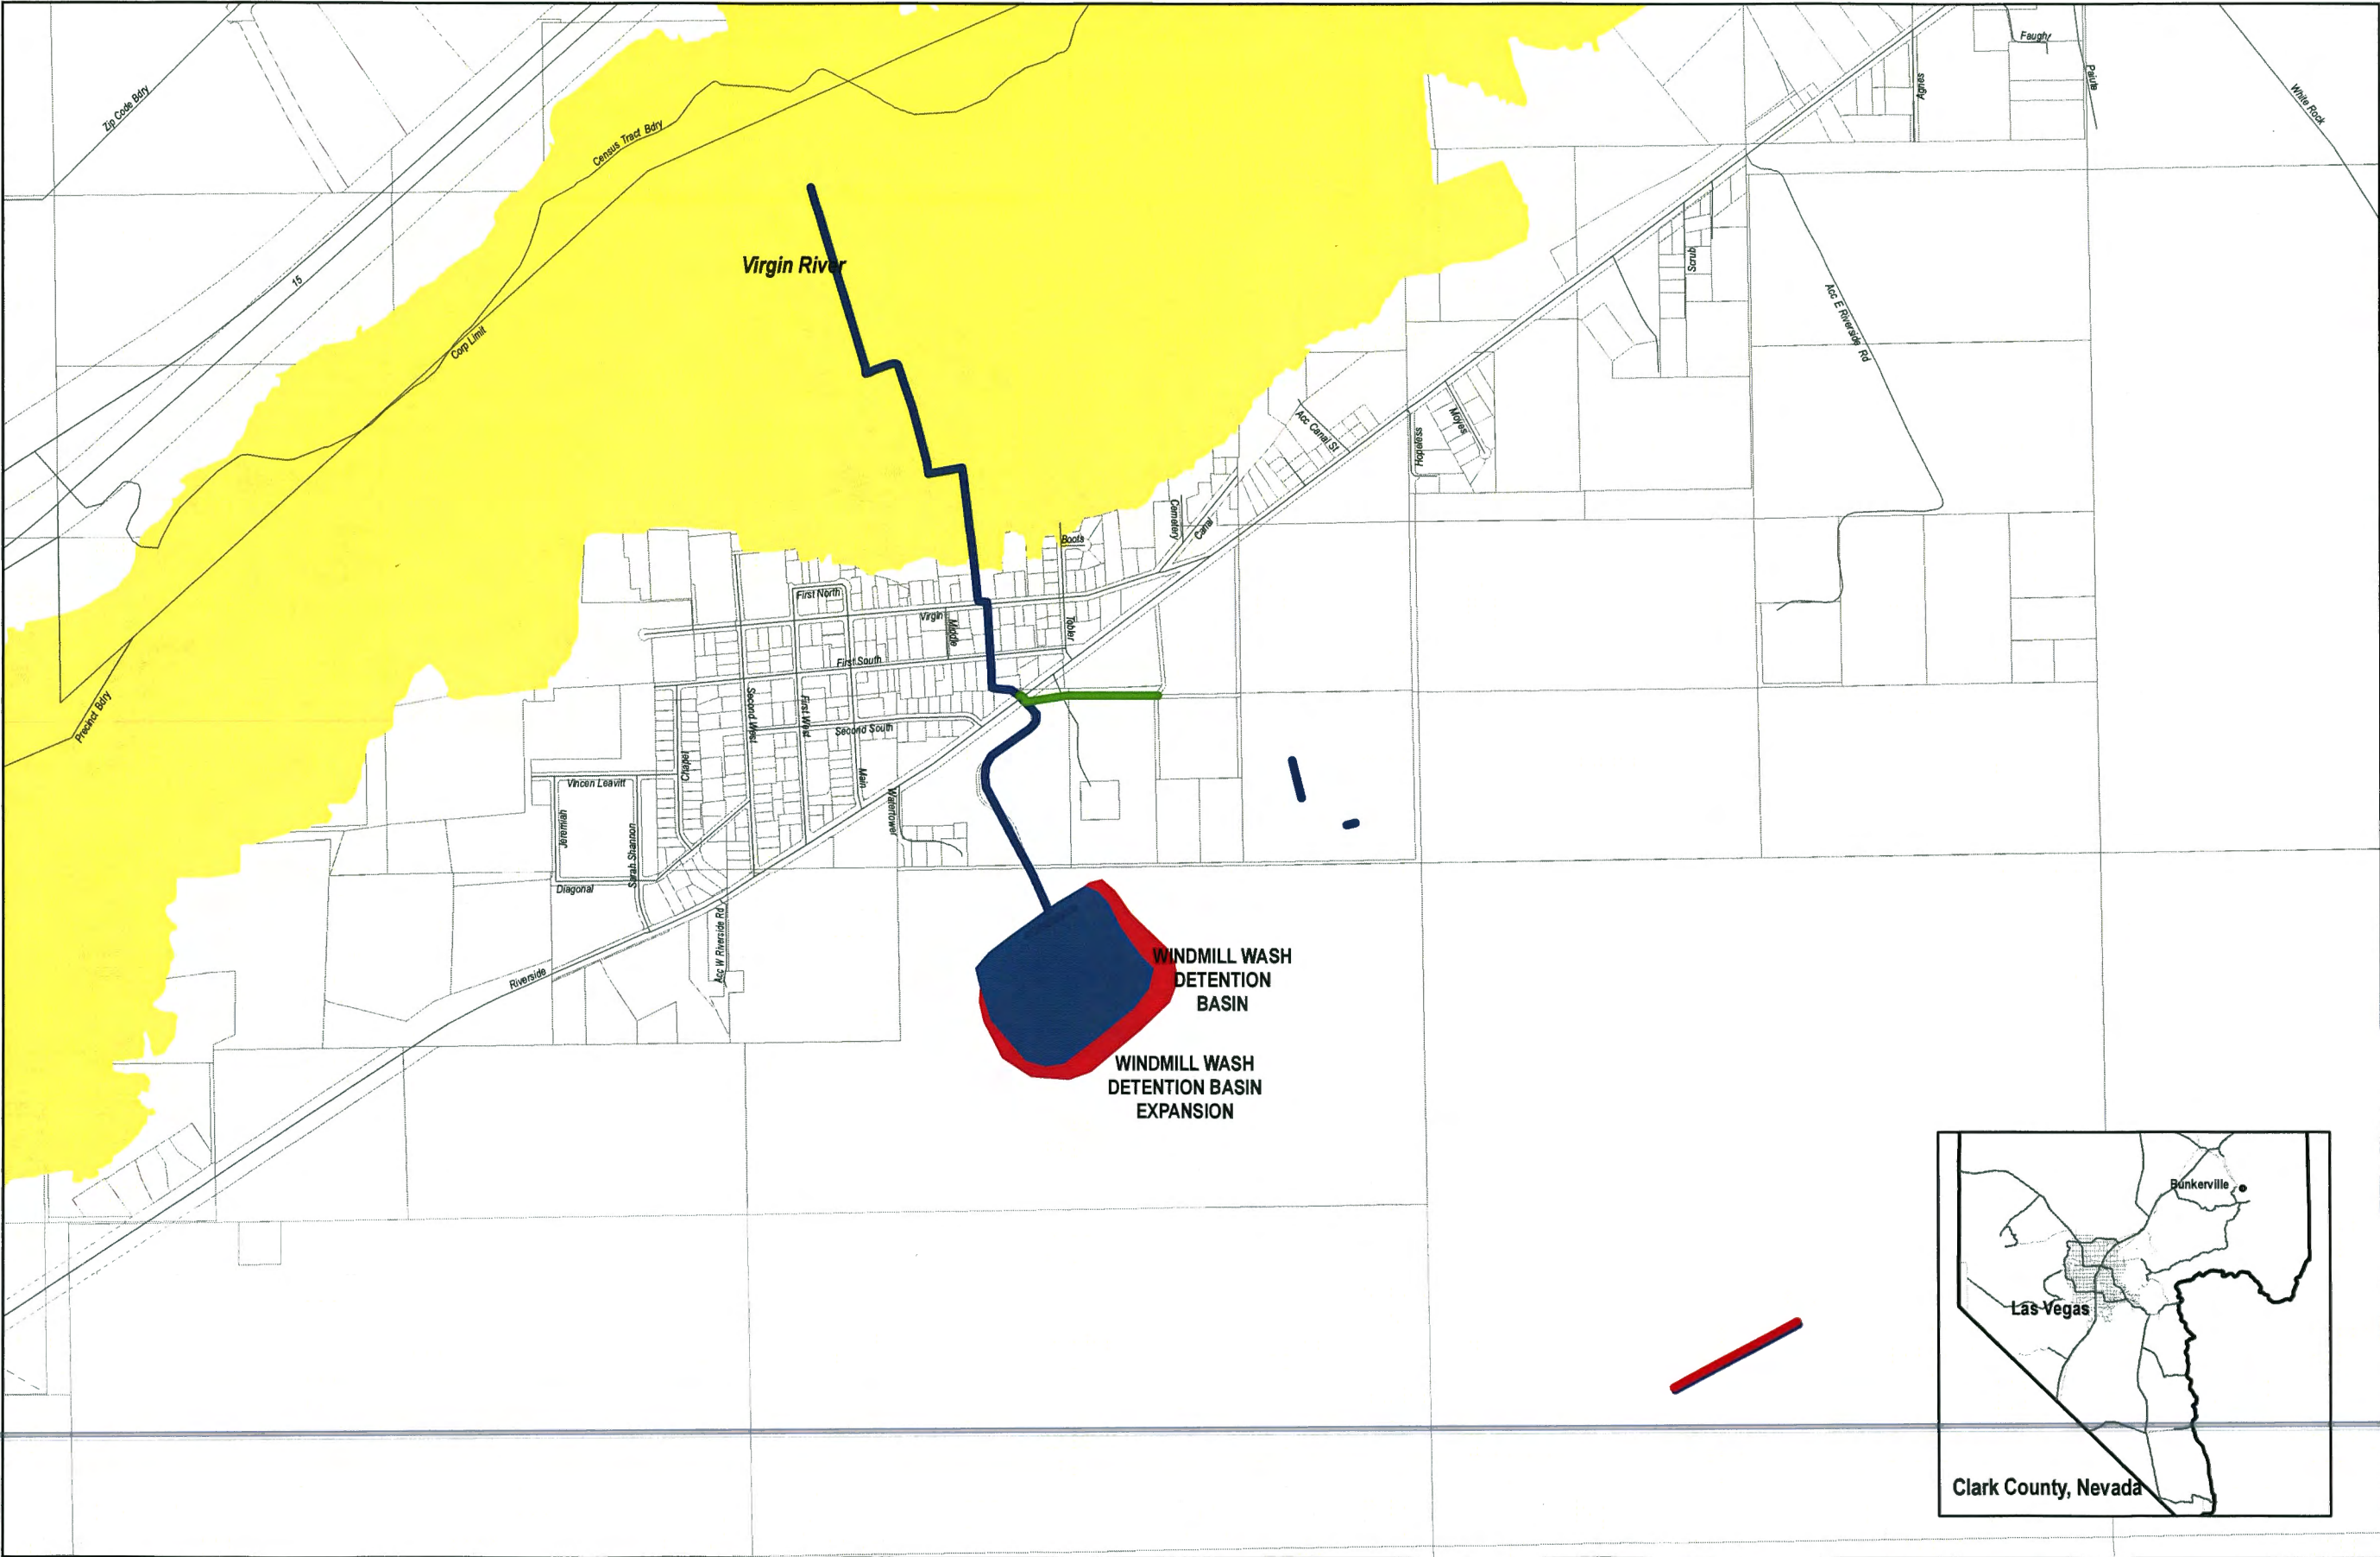 Faughr
Paiute
Agnes
White Rock
Zip Code Bdry
Census Tract Bdry
Scrub
Virgin River
15
Acc E Riverside Rd
Corp Limit
Acc Canal St
Moyes
Hopeless
Cemetery
Canal
Boots
First North
Virgin
Middle
Tobler
First South
Precinct Bdry
Second West
First West
Second South
Chapel
Main
Vincen Leavitt
Watertower
Jeremiah
Sarah Shannon
Diagonal
Acc W Riverside Rd
Riverside
WINDMILL WASH
DETENTION
BASIN
WINDMILL WASH
DETENTION BASIN
EXPANSION
Bunkerville
Las Vegas
Clark County, Nevada